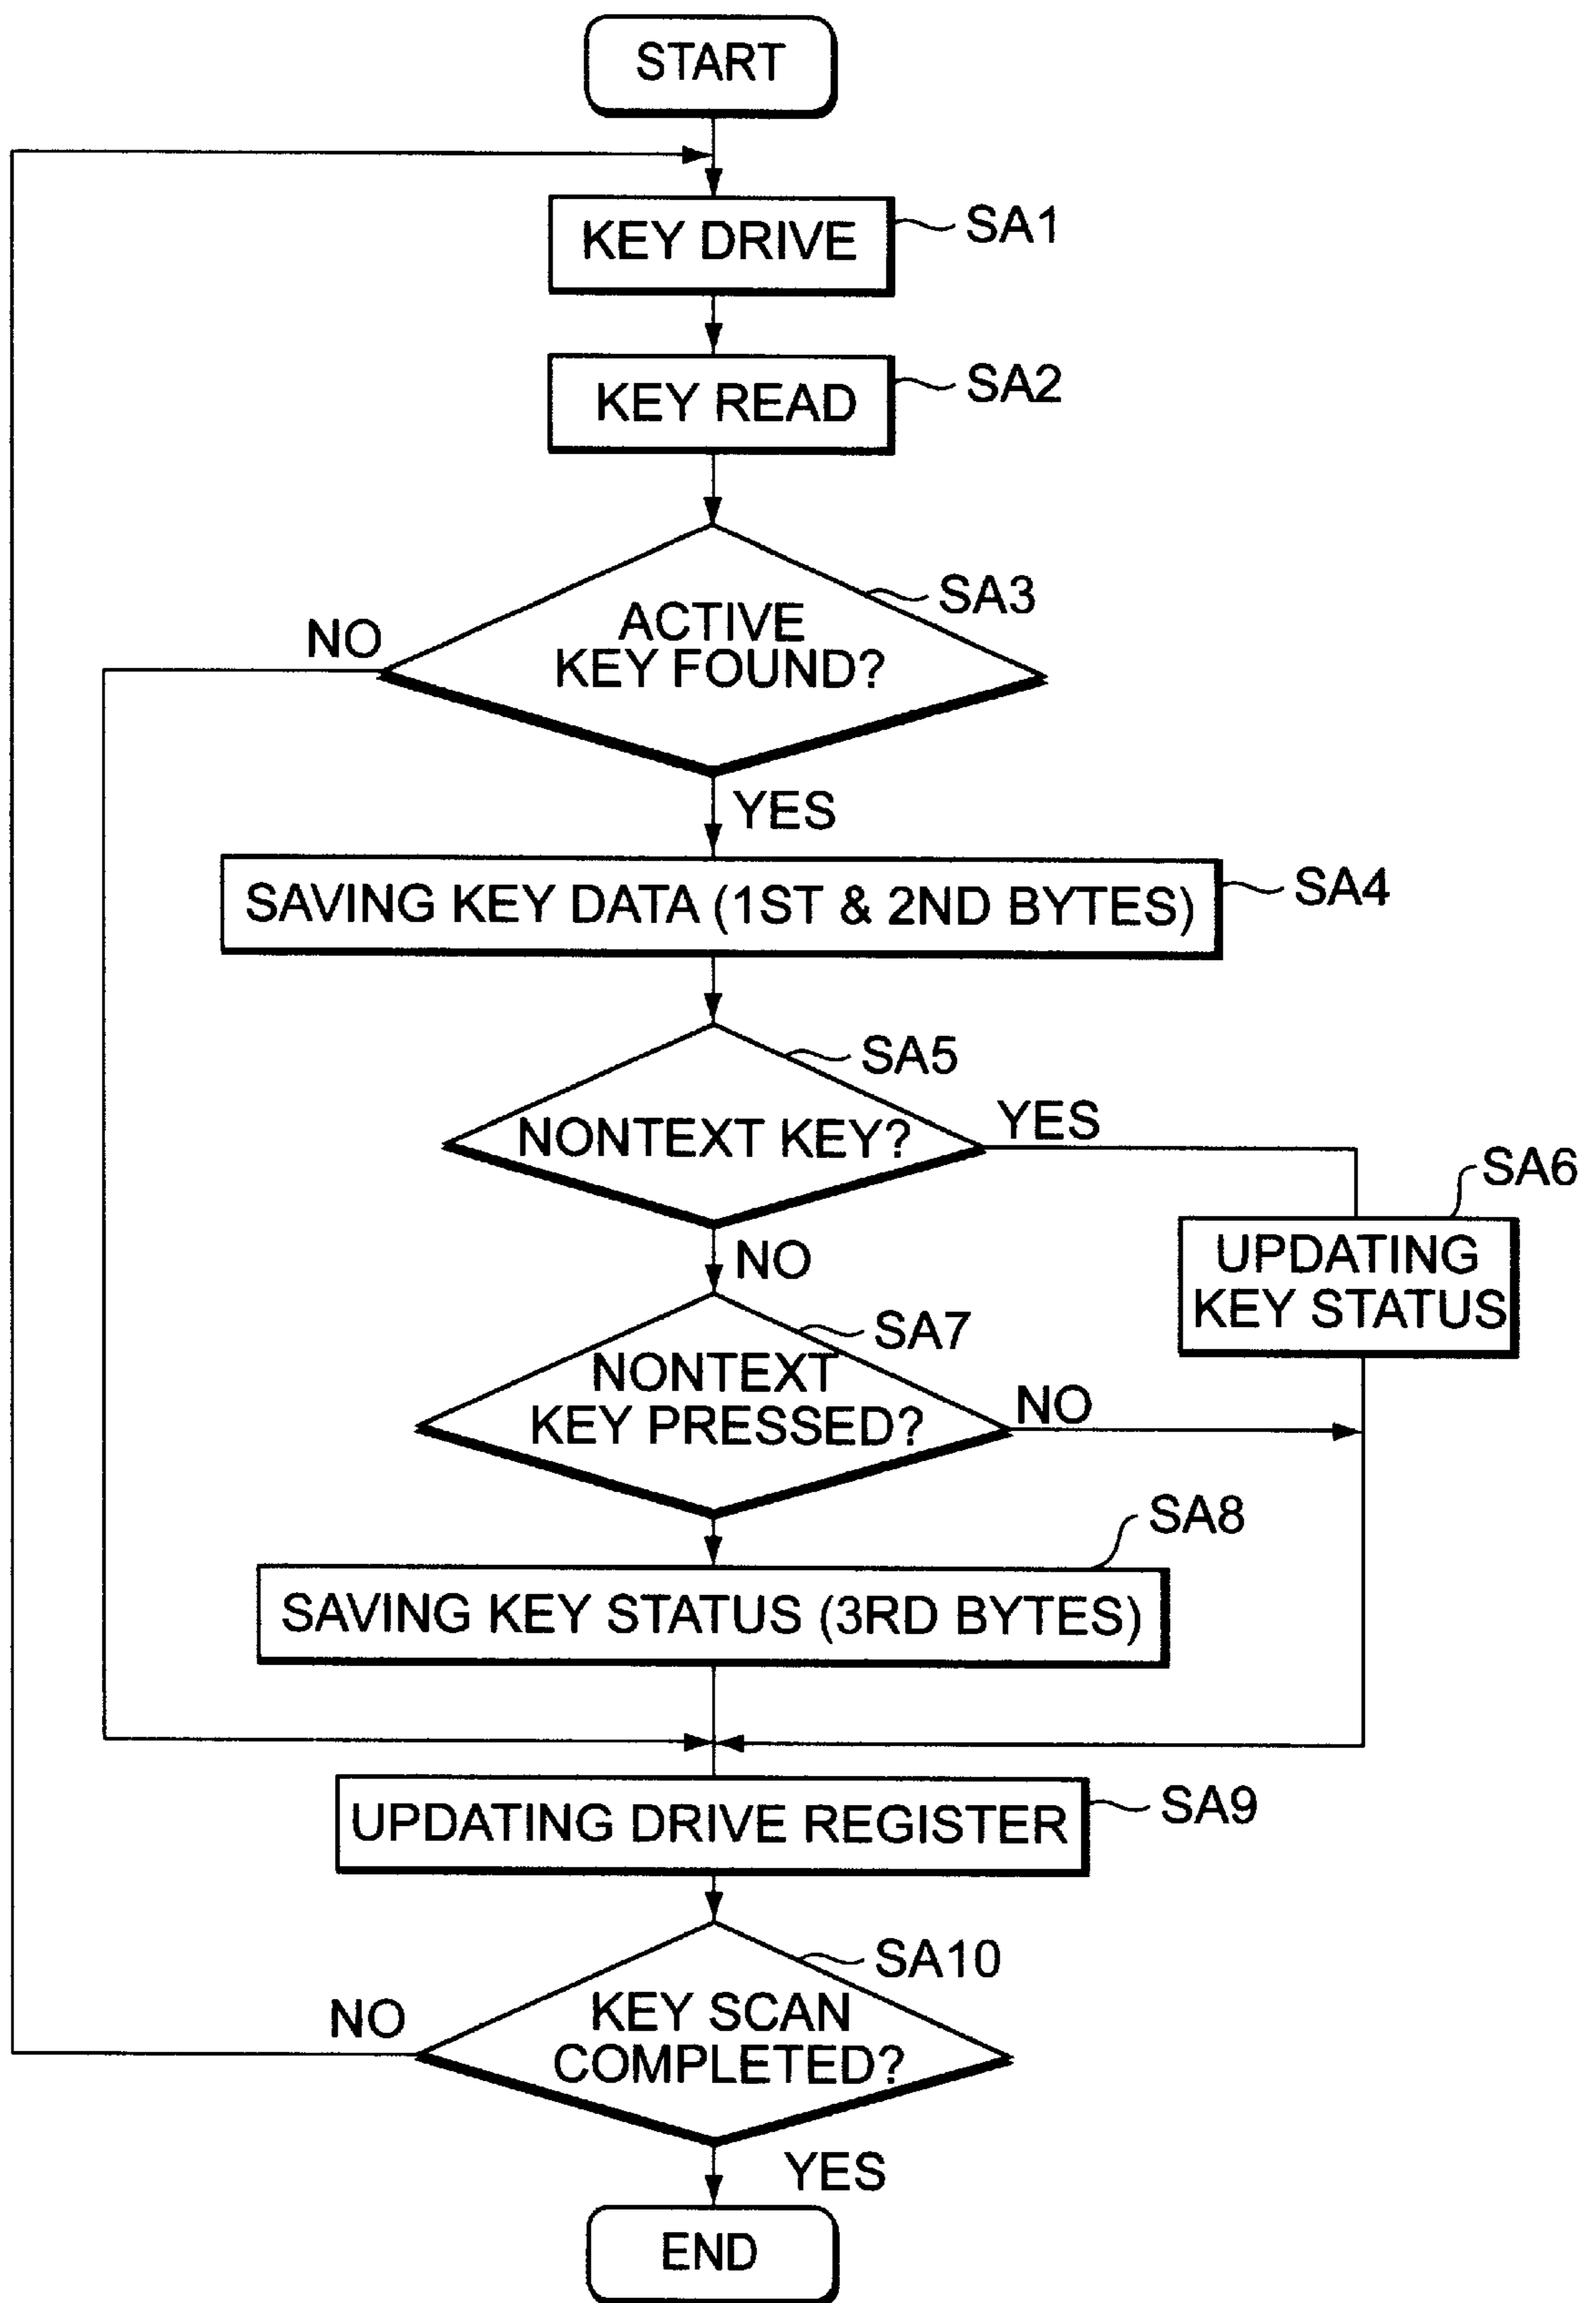 START
KEY DRIVE
SA1
KEY READ
SA2
SA3
ACTIVE
KEY FOUND?
NO
YES
SAVING KEY DATA (1ST & 2ND BYTES)
SA4
SA5
NONTEXT KEY?
YES
SA6
UPDATING
KEY STATUS
NO
SA7
NONTEXT
KEY PRESSED?
NO
SA8
SAVING KEY STATUS (3RD BYTES)
UPDATING DRIVE REGISTER
SA9
SA10
KEY SCAN
COMPLETED?
NO
YES
END